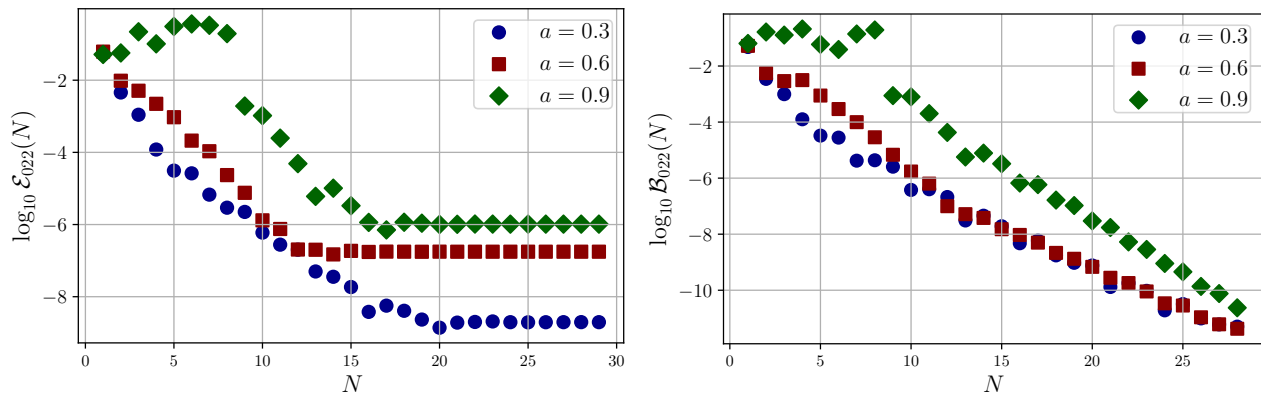 log₁₀ ℰ₀₂₂(N)
−2
−4
−6
−8
0
5
10
15
20
25
30
N
a = 0.3
a = 0.6
a = 0.9
log₁₀ ℬ₀₂₂(N)
−2
−4
−6
−8
−10
0
5
10
15
20
25
N
a = 0.3
a = 0.6
a = 0.9